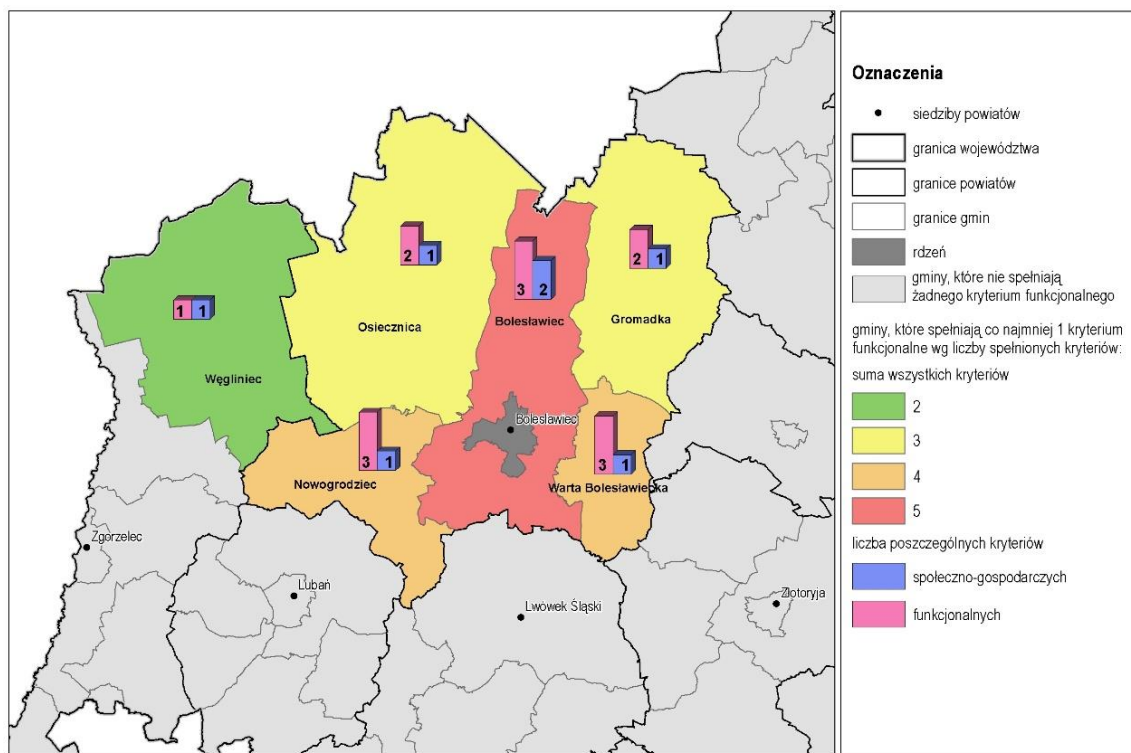 2 1
3 2
2 1
1 1
Osiecznica
Bolesławiec
Gromadka
Węgliniec
Bolesławiec
3 1
3 1
Nowogrodziec
Warta Bolesławiecka
Zgorzelec
Lubań
Lwówek Śląski
Złotoryja
Oznaczenia
siedziby powiatów
granica województwa
granice powiatów
granice gmin
rdzeń
gminy, które nie spełniają
żadnego kryterium funkcjonalnego
gminy, które spełniają co najmniej 1 kryterium
funkcjonalne wg liczby spełnionych kryteriów:
suma wszystkich kryteriów
2
3
4
5
liczba poszczególnych kryteriów
społeczno-gospodarczych
funkcjonalnych